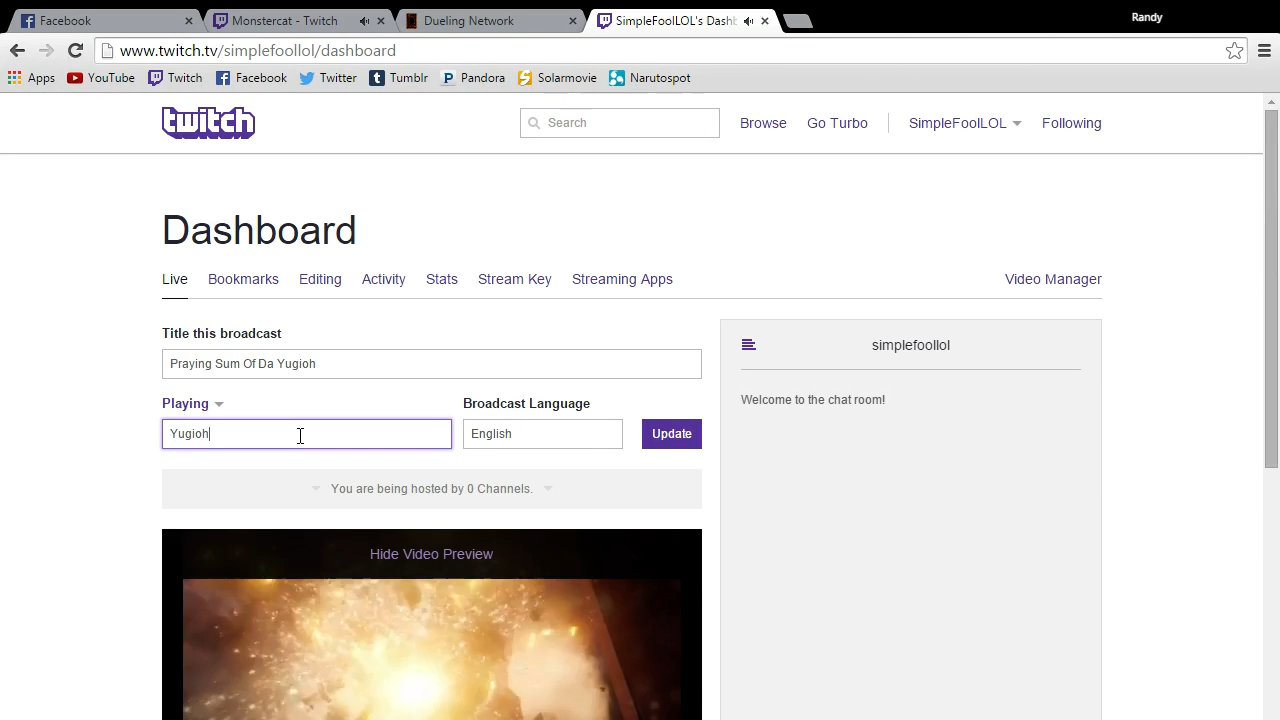 Facebook
Monstercat - Twitch
Dueling Network
SimpleFoolLOL's Dashb
Randy
www.twitch.tv/simplefoollol/dashboard
Apps YouTube Twitch Facebook Twitter Tumblr Pandora Solarmovie Narutospot
twitch
Search
Browse
Go Turbo
SimpleFoolLOL
Following
Dashboard
Live Bookmarks Editing Activity Stats Stream Key Streaming Apps Video Manager
Title this broadcast
Praying Sum Of Da Yugioh
Playing
Broadcast Language
Yugioh
English
Update
You are being hosted by 0 Channels.
Hide Video Preview
simplefoollol
Welcome to the chat room!